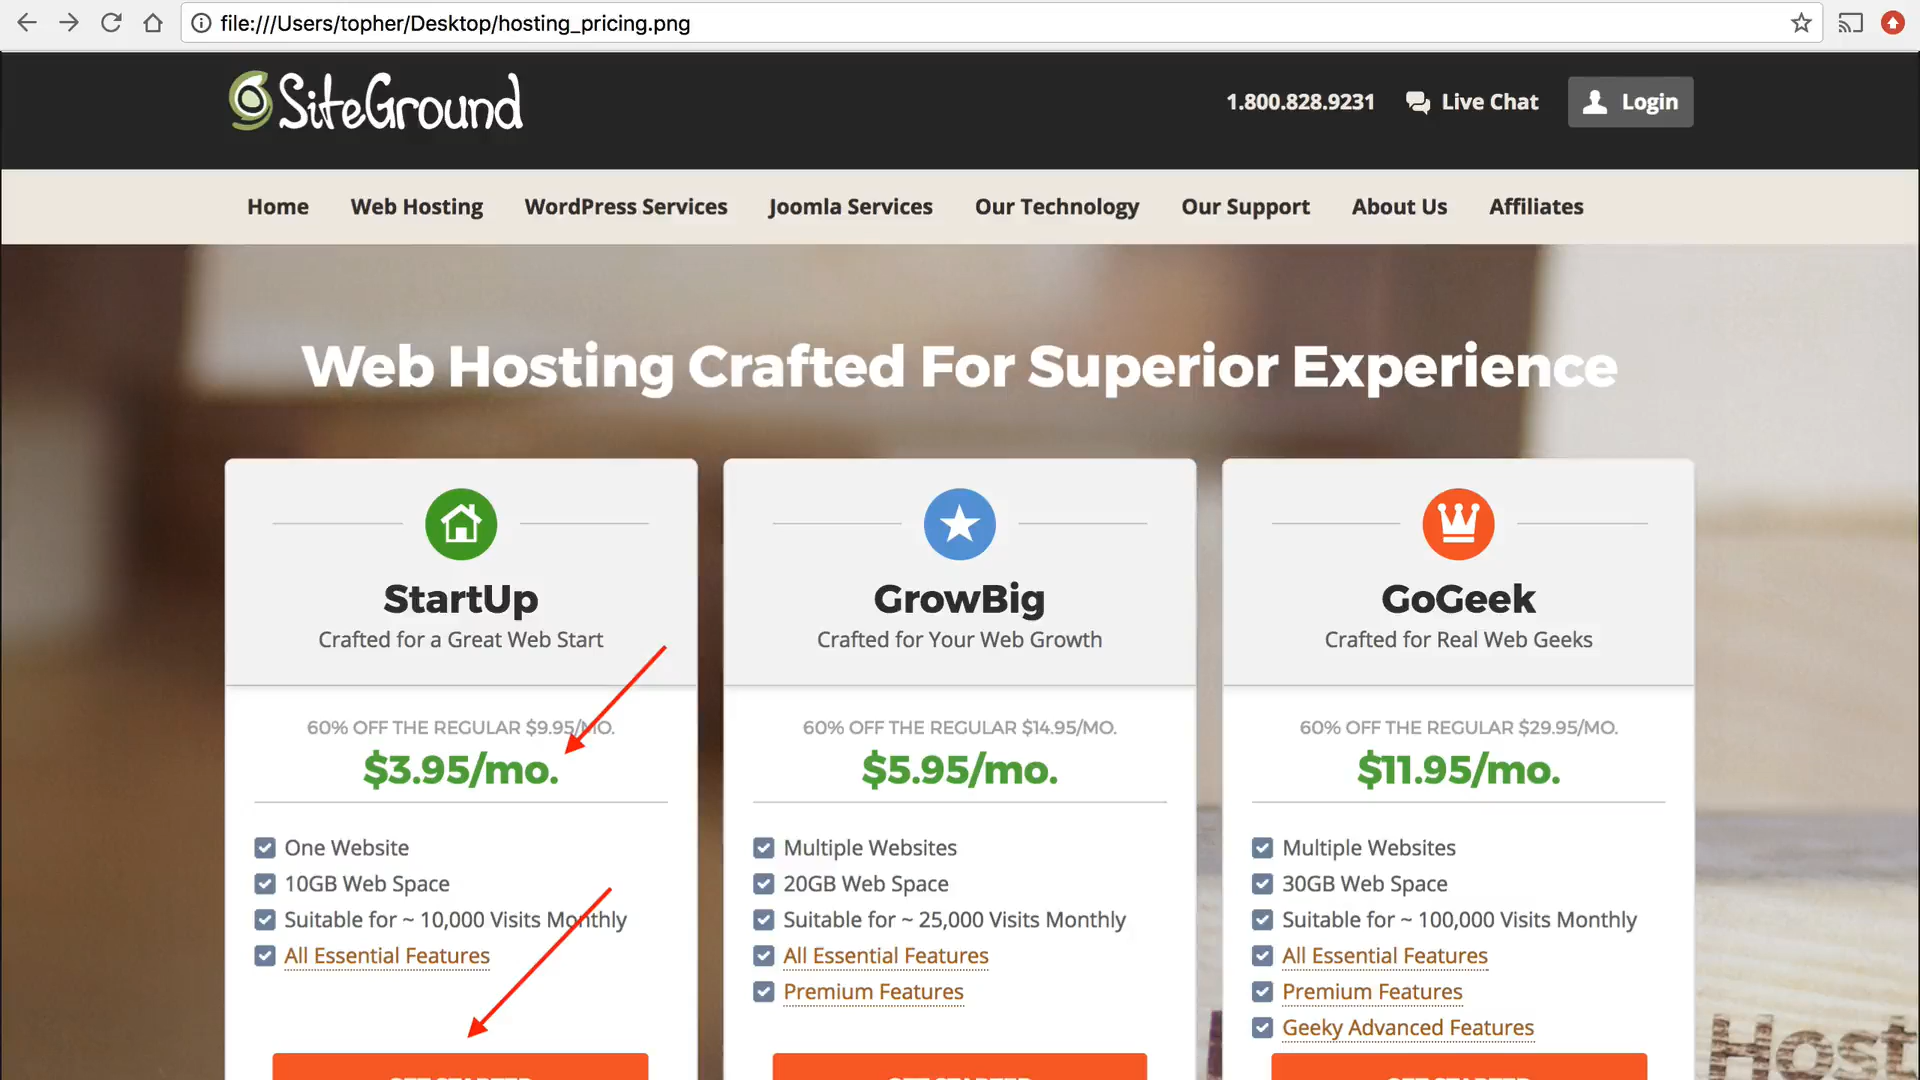 file:///Users/topher/Desktop/hosting_pricing.png
SiteGround
1.800.828.9231 Live Chat Login
Home Web Hosting WordPress Services Joomla Services Our Technology Our Support About Us Affiliates
Web Hosting Crafted For Superior Experience
StartUp
Crafted for a Great Web Start
60% OFF THE REGULAR $9.95/MO.
$3.95/mo.
One Website
10GB Web Space
Suitable for ~ 10,000 Visits Monthly
All Essential Features
GrowBig
Crafted for Your Web Growth
60% OFF THE REGULAR $14.95/MO.
$5.95/mo.
Multiple Websites
20GB Web Space
Suitable for ~ 25,000 Visits Monthly
All Essential Features
Premium Features
GoGeek
Crafted for Real Web Geeks
60% OFF THE REGULAR $29.95/MO.
$11.95/mo.
Multiple Websites
30GB Web Space
Suitable for ~ 100,000 Visits Monthly
All Essential Features
Premium Features
Geeky Advanced Features
Host